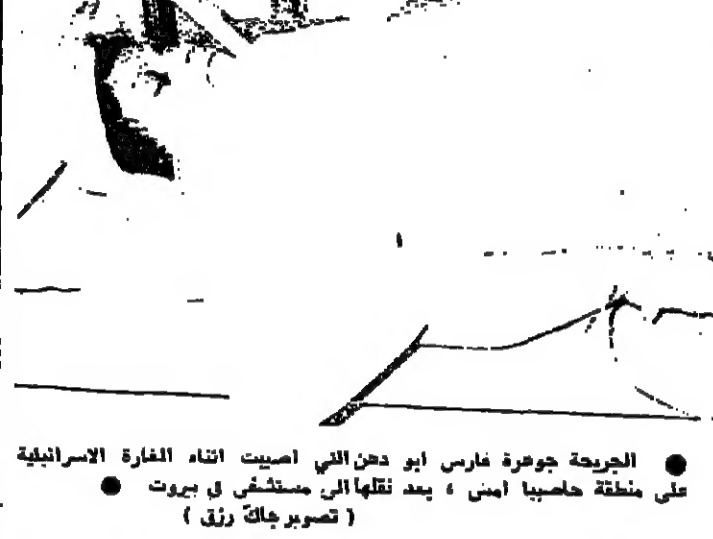 ● الجريحة جوهرة فارس ابو دهن التي اصيبت اثناء الغارة الاسرائيلية
على منطقة حاصبيا امس ، بعد نقلها الى مستشفى في بيروت ●
( تصوير جاك رزق )